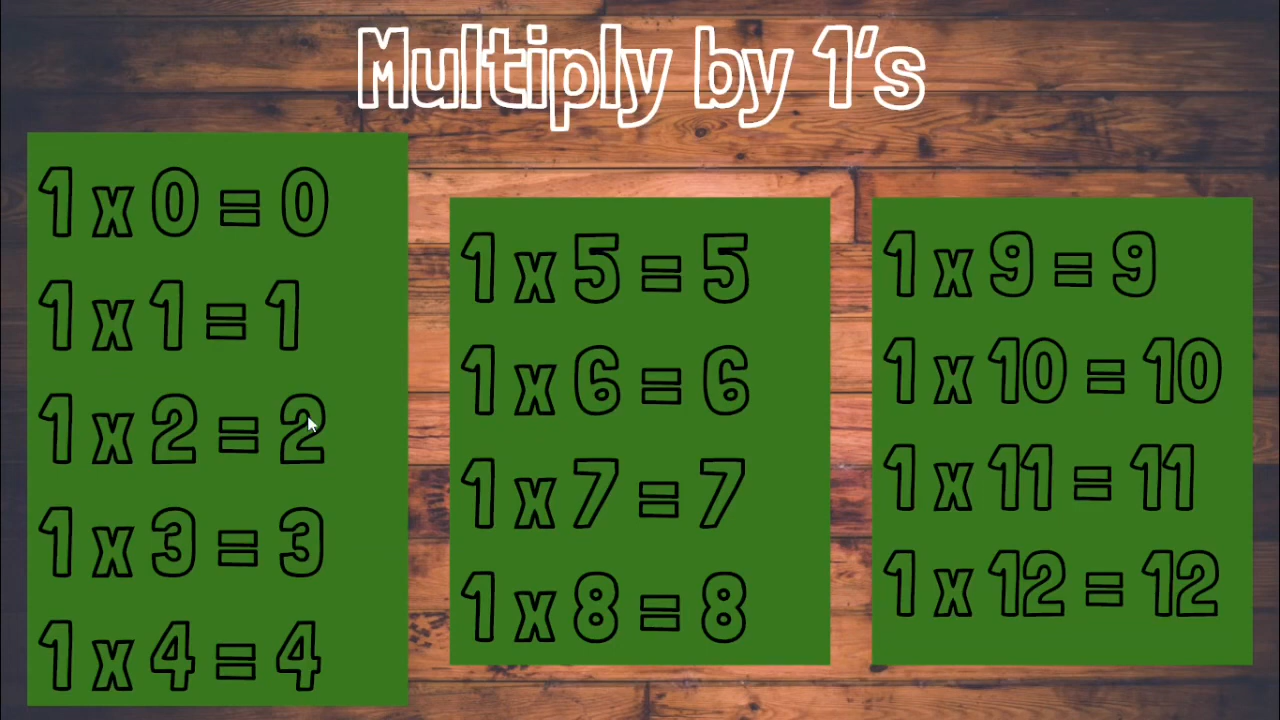 Multiply by 1's
1 x 0 = 0
1 x 1 = 1
1 x 2 = 2
1 x 3 = 3
1 x 4 = 4
1 x 5 = 5
1 x 6 = 6
1 x 7 = 7
1 x 8 = 8
1 x 9 = 9
1 x 10 = 10
1 x 11 = 11
1 x 12 = 12